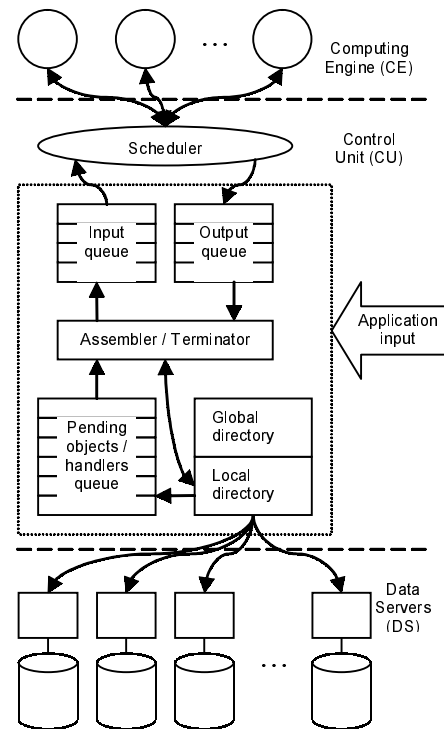 Computing
Engine (CE)
Scheduler
Control
Unit (CU)
Input
queue
Output
queue
Application
input
Assembler / Terminator
Pending
objects /
handlers
queue
Global
directory
Local
directory
Data
Servers
(DS)